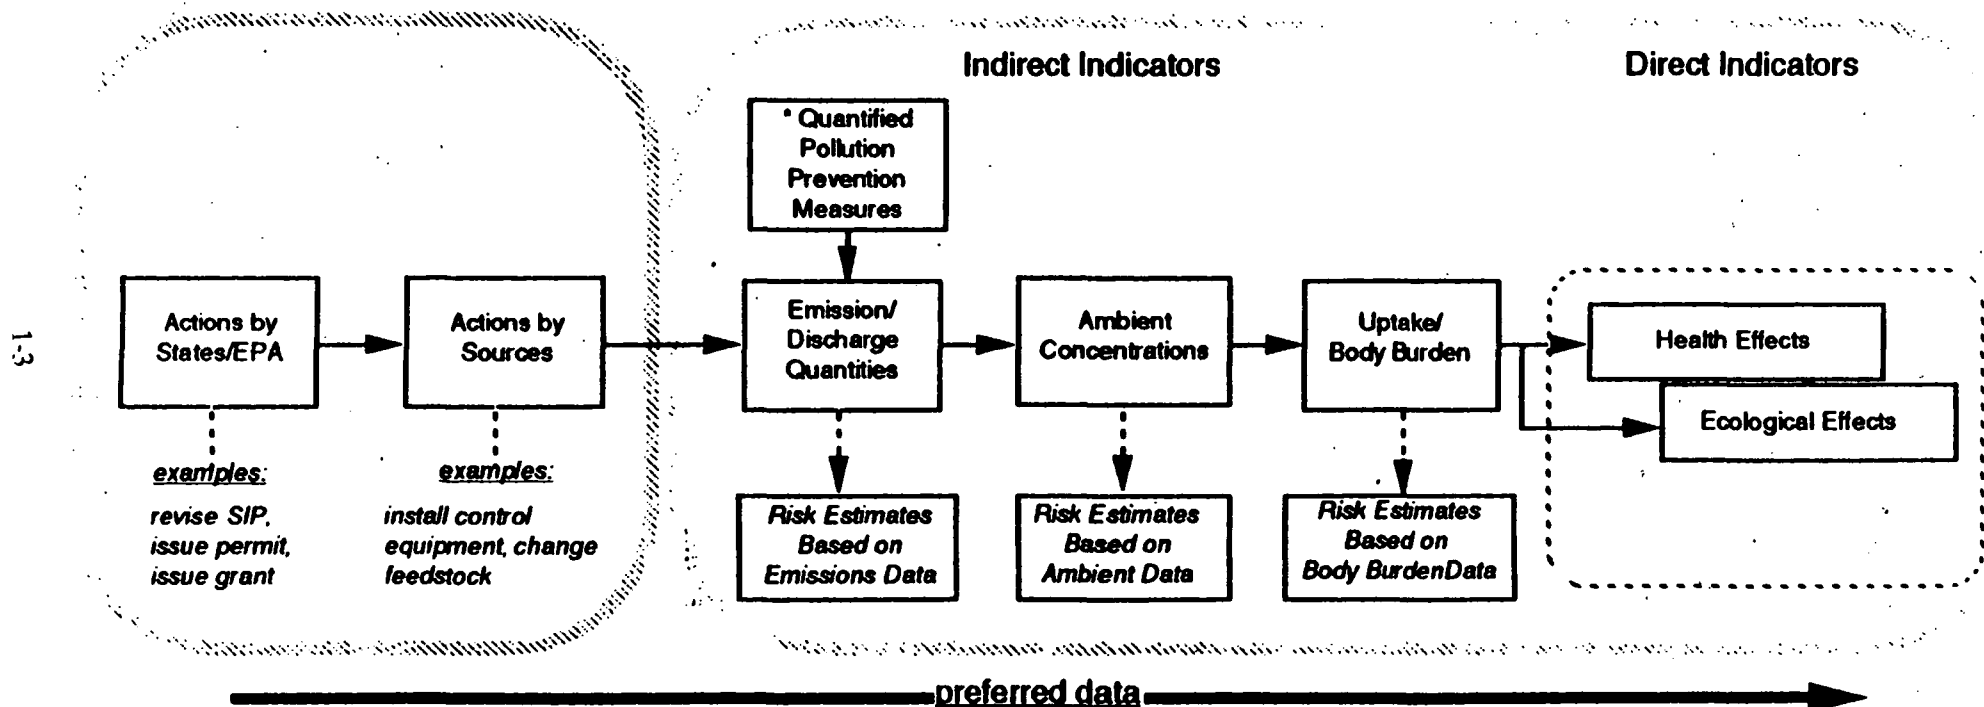 Indirect Indicators
Direct Indicators
* Quantified
Pollution
Prevention
Measures
Actions by
States/EPA
Actions by
Sources
Emission/
Discharge
Quantities
Ambient
Concentrations
Uptake/
Body Burden
Health Effects
Ecological Effects
examples:
revise SIP,
issue permit,
issue grant
examples:
install control
equipment, change
feedstock
Risk Estimates
Based on
Emissions Data
Risk Estimates
Based on
Ambient Data
Risk Estimates
Based on
Body BurdenData
preferred data
1-3